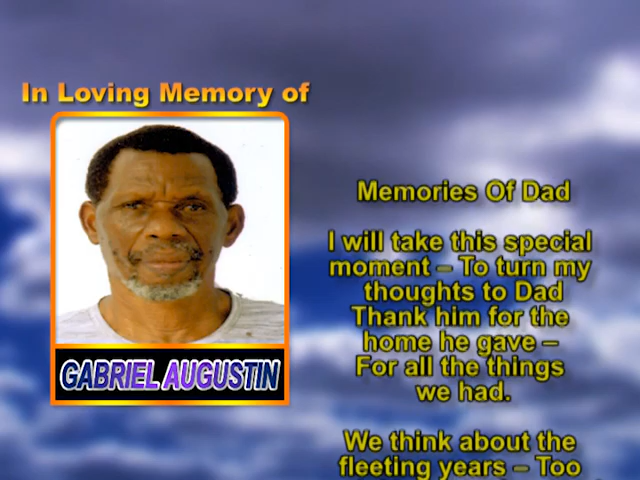 In Loving Memory of
GABRIEL AUGUSTIN
Memories Of Dad
I will take this special
moment – To turn my
thoughts to Dad
Thank him for the
home he gave –
For all the things
we had.
We think about the
fleeting years – Too